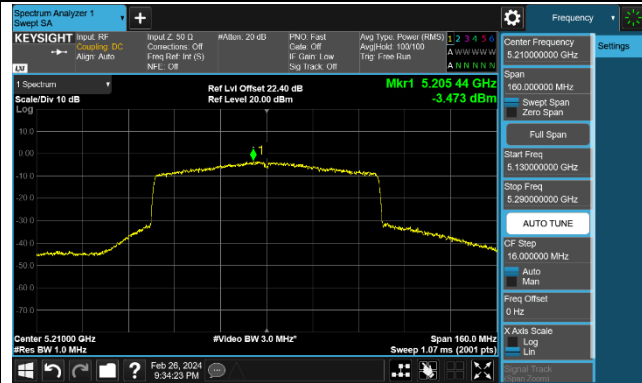 Spectrum Analyzer 1
Swept SA
+
Frequency
KEYSIGHT
Input: RF
Coupling: DC
Align: Auto
LXI
Input Z: 50 Ω
Corrections: Off
Freq Ref: Int (S)
NFE: Off
#Atten: 20 dB
PNO: Fast
Gate: Off
IF Gain: Low
Sig Track: Off
Avg Type: Power (RMS)
Avg|Hold: 100/100
Trig: Free Run
1 2 3 4 5 6
A W W W W W
A N N N N N
1 Spectrum
Scale/Div 10 dB
Log
Ref Lvl Offset 22.40 dB
Ref Level 20.00 dBm
Mkr1 5.205 44 GHz
-3.473 dBm
10.0
0.00
-10.0
-20.0
-30.0
-40.0
-50.0
-60.0
-70.0
1
Center 5.21000 GHz
#Res BW 1.0 MHz
#Video BW 3.0 MHz*
Span 160.0 MHz
Sweep 1.07 ms (2001 pts)
Feb 26, 2024
9:34:23 PM
?
Settings
Center Frequency
5.210000000 GHz
Span
160.000000 MHz
Swept Span
Zero Span
Full Span
Start Freq
5.130000000 GHz
Stop Freq
5.290000000 GHz
AUTO TUNE
CF Step
16.000000 MHz
Auto
Man
Freq Offset
0 Hz
X Axis Scale
Log
Lin
Signal Track
(Span Zoom)